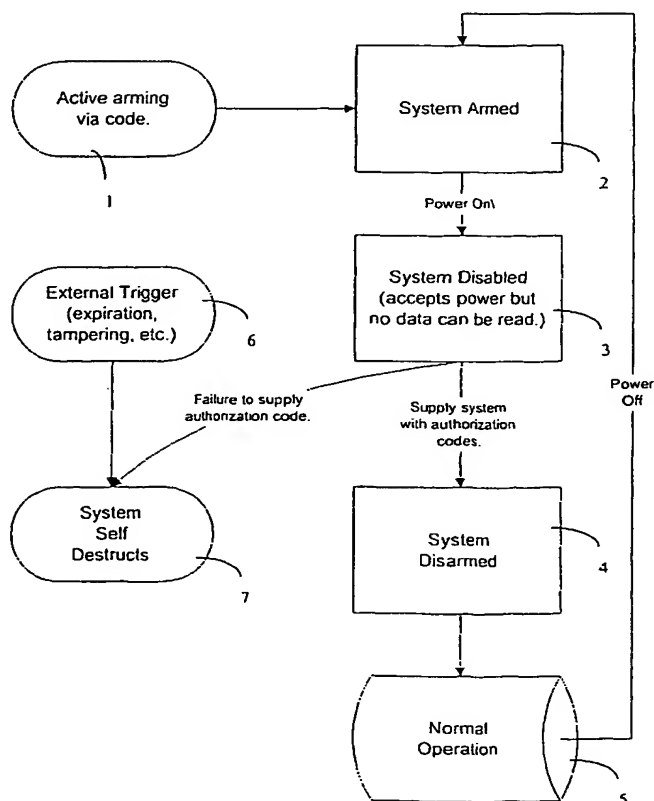 Active arming
via code.
1
System Armed
2
Power On\
System Disabled
(accepts power but
no data can be read.)
3
External Trigger
(expiration,
tampering, etc.)
6
Power
Off
Failure to supply
authorization code.
Supply system
with authorization
codes.
System
Self
Destructs
7
System
Disarmed
4
Normal
Operation
5